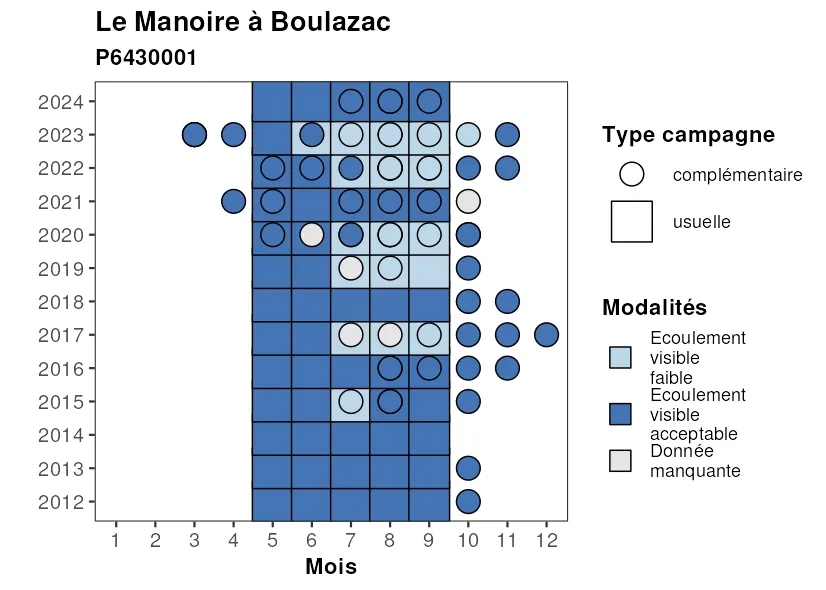 Le Manoire à Boulazac
P6430001
2024
2023
2022
2021
2020
2019
2018
2017
2016
2015
2014
2013
2012
1 2 3 4 5 6 7 8 9 10 11 12
Mois
Type campagne
complémentaire
usuelle
Modalités
Ecoulement
visible
faible
Ecoulement
visible
acceptable
Donnée
manquante